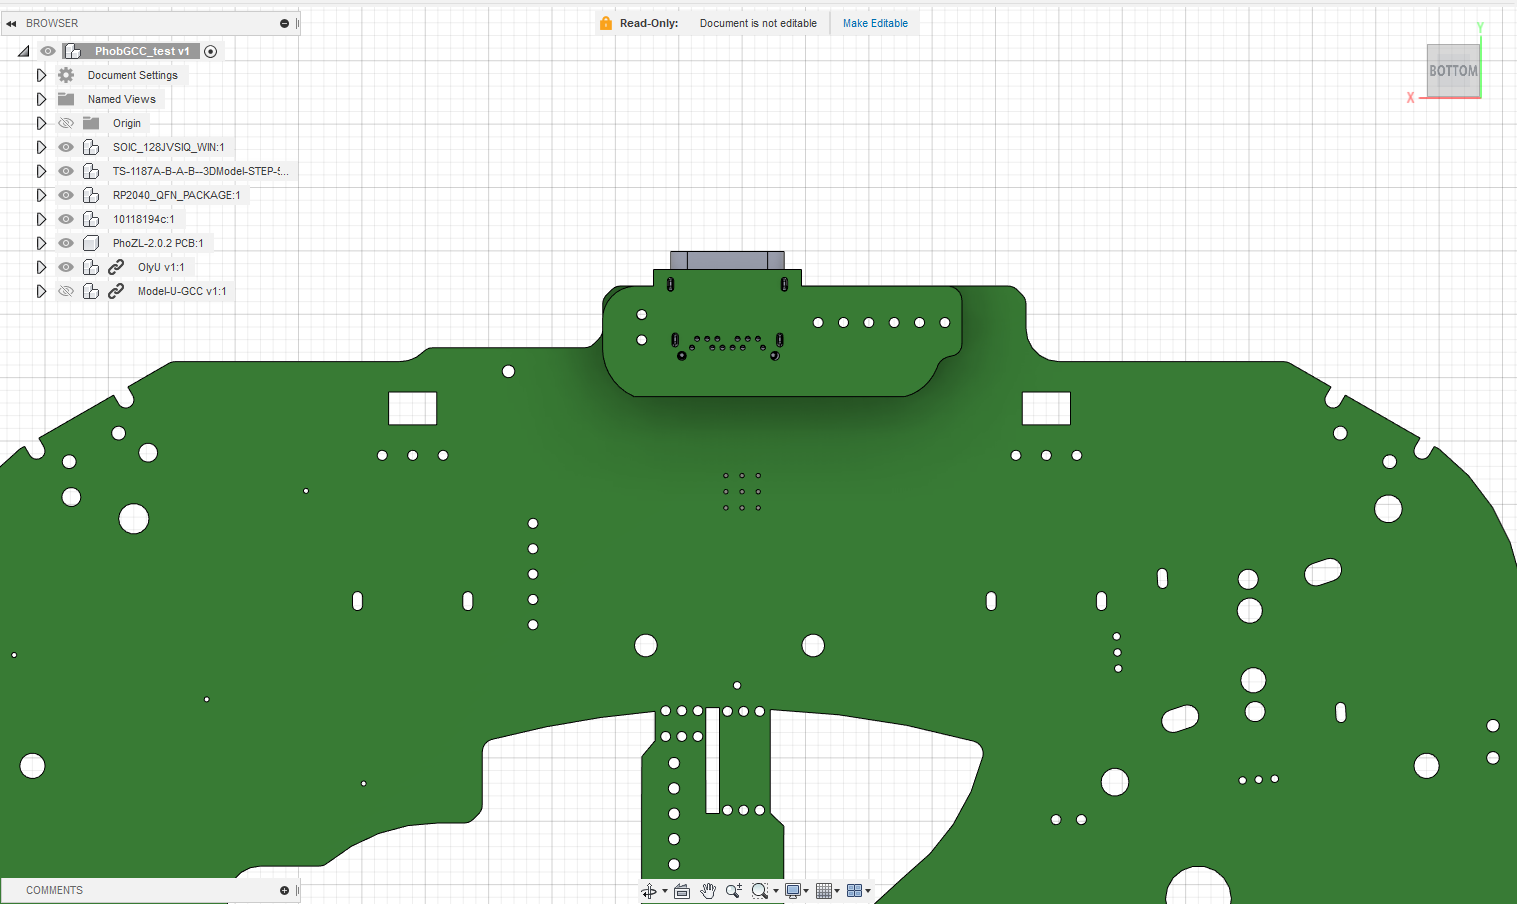 BROWSER
Read-Only: Document is not editable Make Editable
PhobGCC_test v1
Document Settings
Named Views
Origin
SOIC_128JVSIQ_WIN:1
TS-1187A-B-A-B--3DModel-STEP-5...
RP2040_QFN_PACKAGE:1
10118194c:1
PhoZL-2.0.2 PCB:1
OlyU v1:1
Model-U-GCC v1:1
Y
BOTTOM
X
COMMENTS